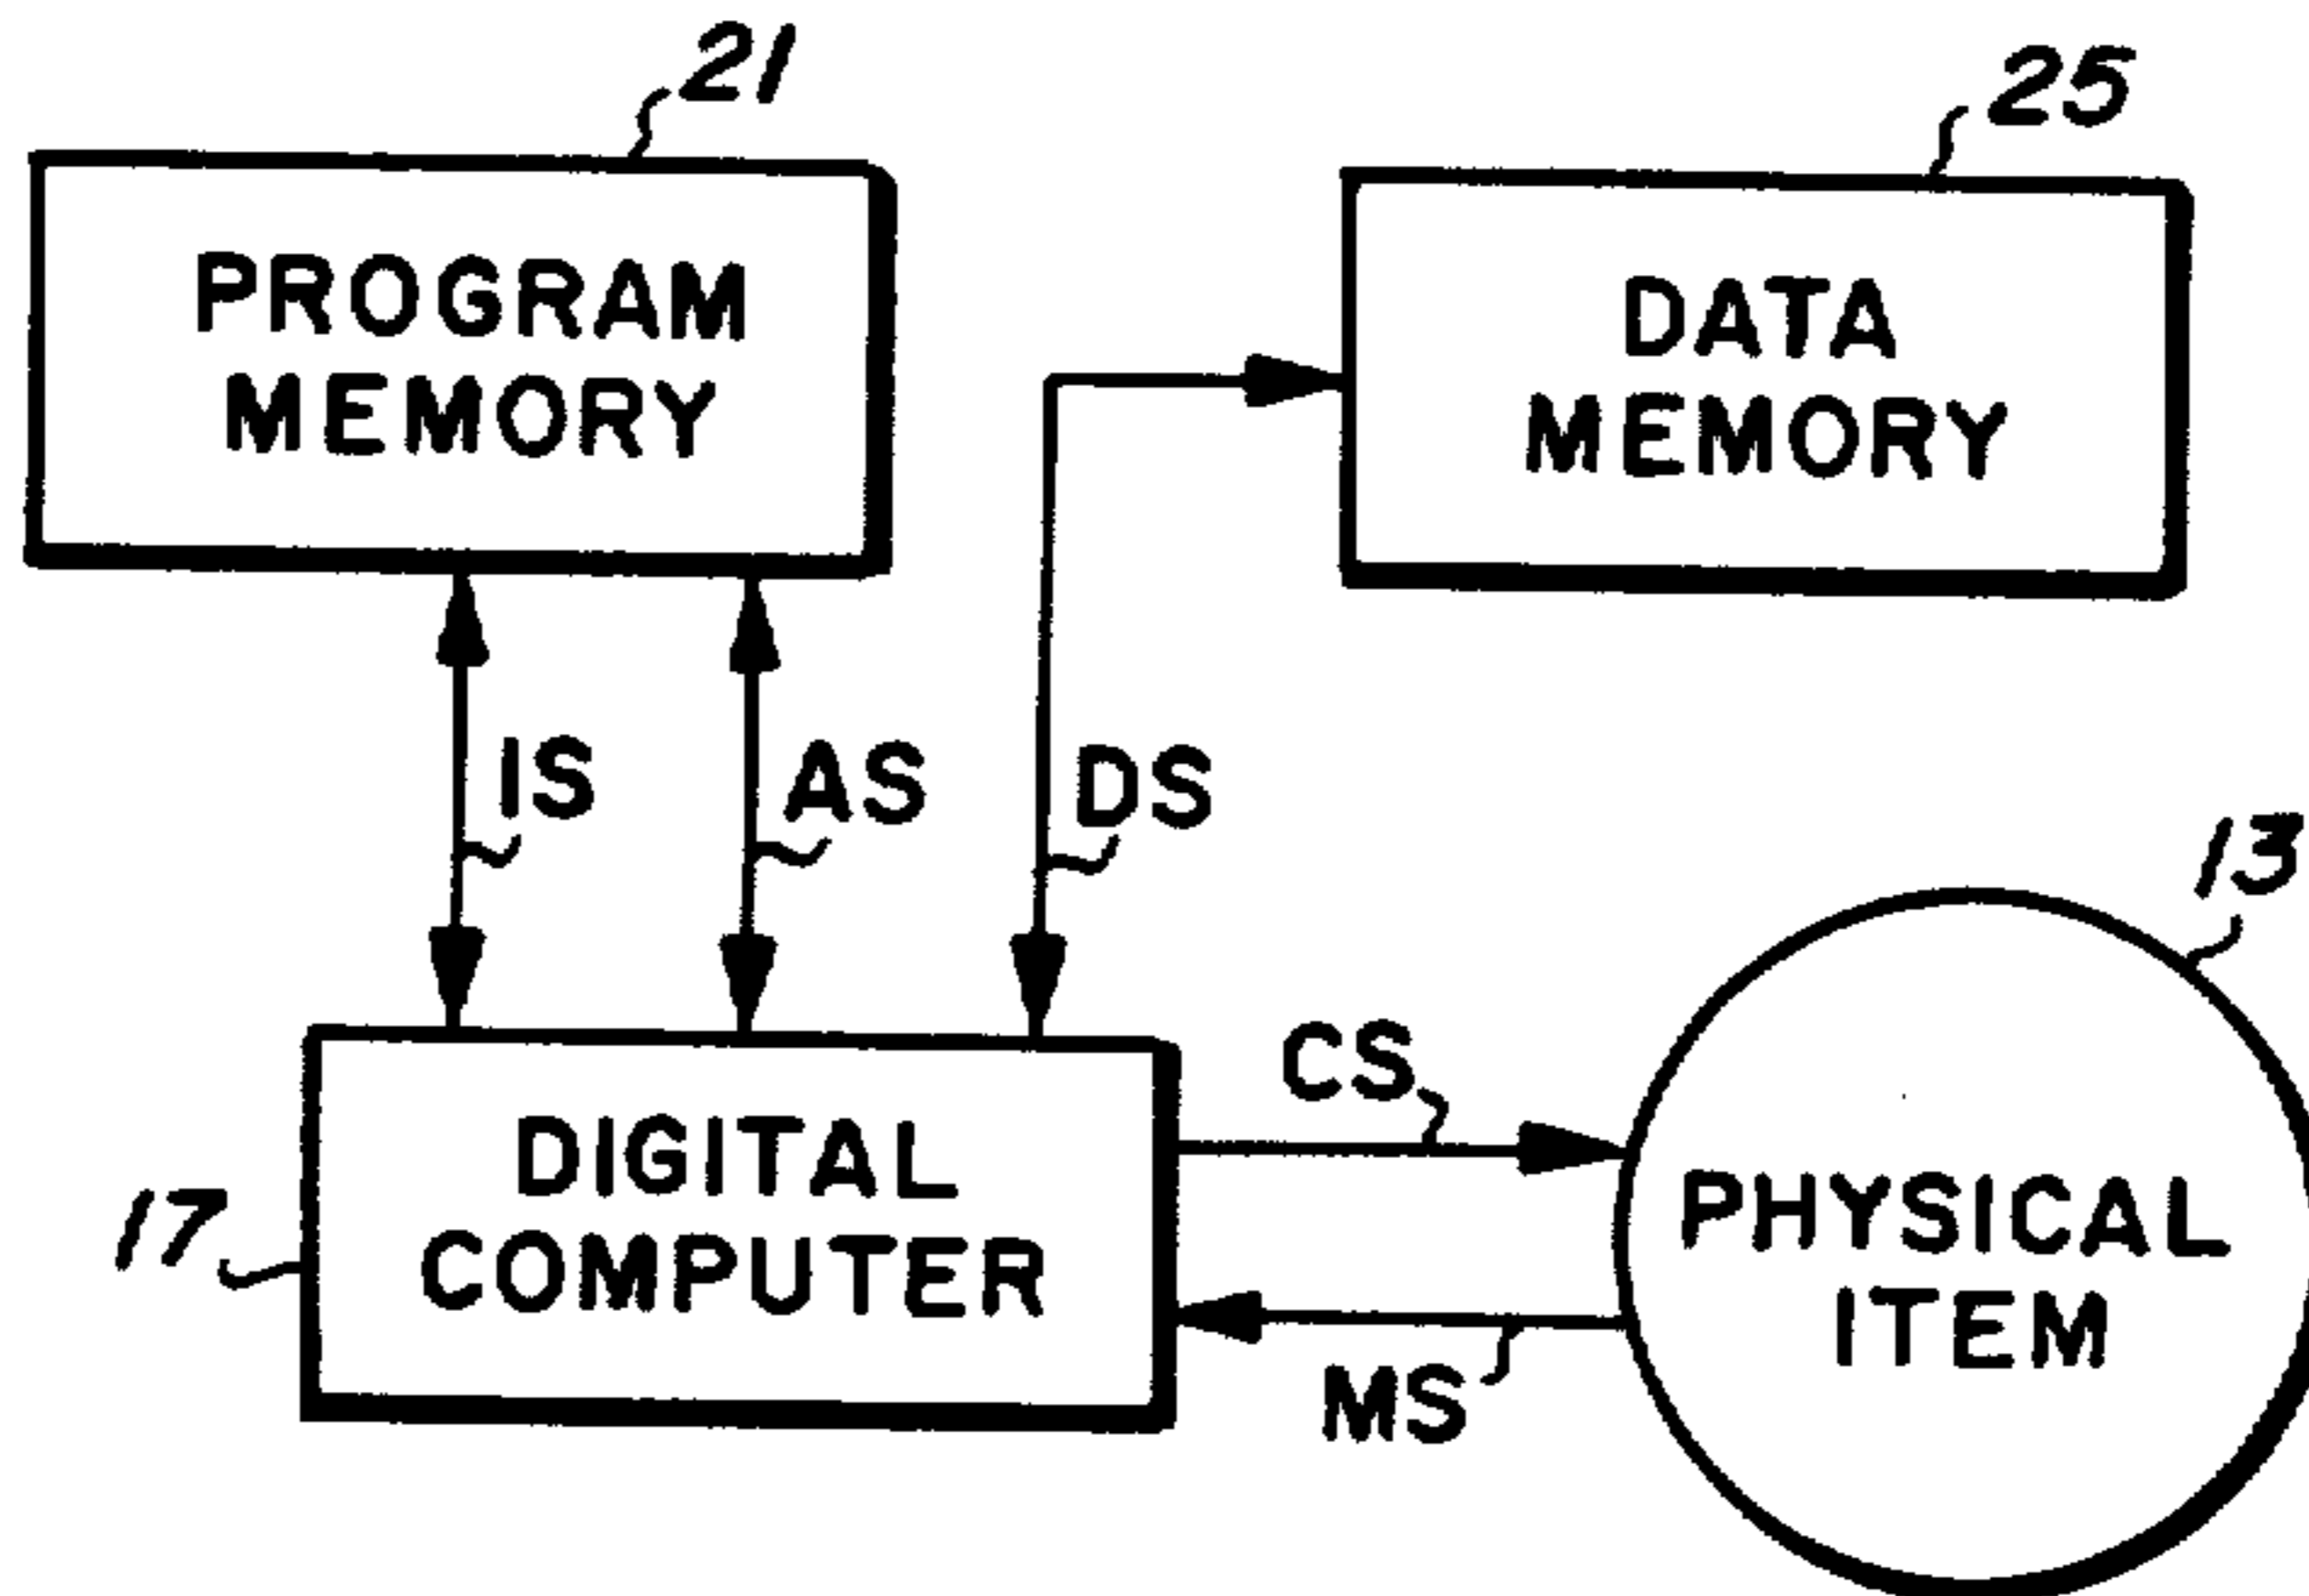 21
25
PROGRAM
MEMORY
DATA
MEMORY
IS
AS
DS
13
CS
DIGITAL
COMPUTER
17
PHYSICAL
ITEM
MS